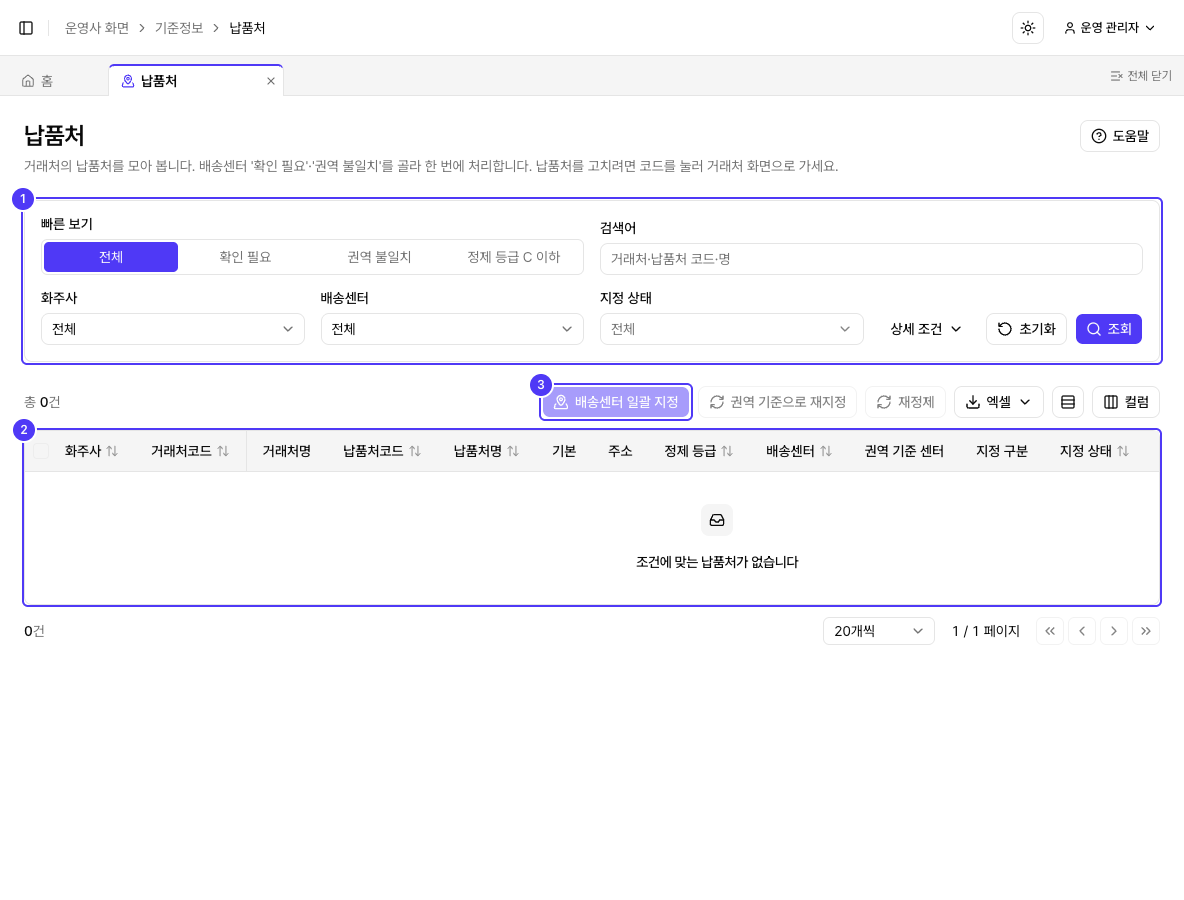 운영사 화면 > 기준정보 > 납품처
운영 관리자
홈
납품처
전체 닫기
납품처
도움말
거래처의 납품처를 모아 봅니다. 배송센터 '확인 필요'·'권역 불일치'를 골라 한 번에 처리합니다. 납품처를 고치려면 코드를 눌러 거래처 화면으로 가세요.
1
빠른 보기
전체 확인 필요 권역 불일치 정제 등급 C 이하
검색어
거래처·납품처 코드·명
화주사 배송센터 지정 상태
전체 전체 전체 상세 조건 초기화 조회
총 0건
3
배송센터 일괄 지정 권역 기준으로 재지정 재정제 엑셀 컬럼
2
화주사 거래처코드 거래처명 납품처코드 납품처명 기본 주소 정제 등급 배송센터 권역 기준 센터 지정 구분 지정 상태
조건에 맞는 납품처가 없습니다
0건 20개씩 1 / 1 페이지